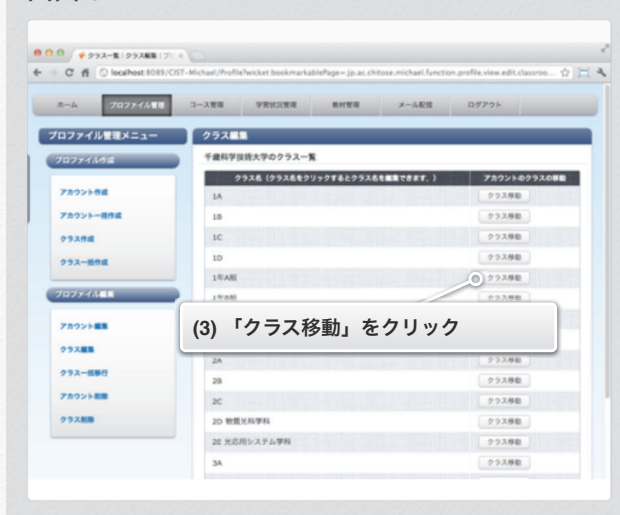 クラス一覧 | クラス編集 | プロ
localhost:8089/CIST-Michael/Profile?wicket:bookmarkablePage=:jp.ac.chitose.michael.function.profile.view.edit.classroo...
ホーム プロファイル管理 コース管理 学習状況管理 教材管理 メール配信 ログアウト
プロファイル管理メニュー
プロファイル作成
アカウント作成
アカウント一括作成
クラス作成
クラス一括作成
プロファイル編集
アカウント編集
クラス編集
クラス一括移行
アカウント削除
クラス削除
クラス編集
千歳科学技術大学のクラス一覧
クラス名（クラス名をクリックするとクラス名を編集できます。） アカウントのクラスの移動
1A クラス移動
1B クラス移動
1C クラス移動
1D クラス移動
1年A組 クラス移動
1年B組 クラス移動
(3) 「クラス移動」をクリック
2A クラス移動
2B クラス移動
2C クラス移動
2D 物質光科学科 クラス移動
2E 光応用システム学科 クラス移動
3A クラス移動